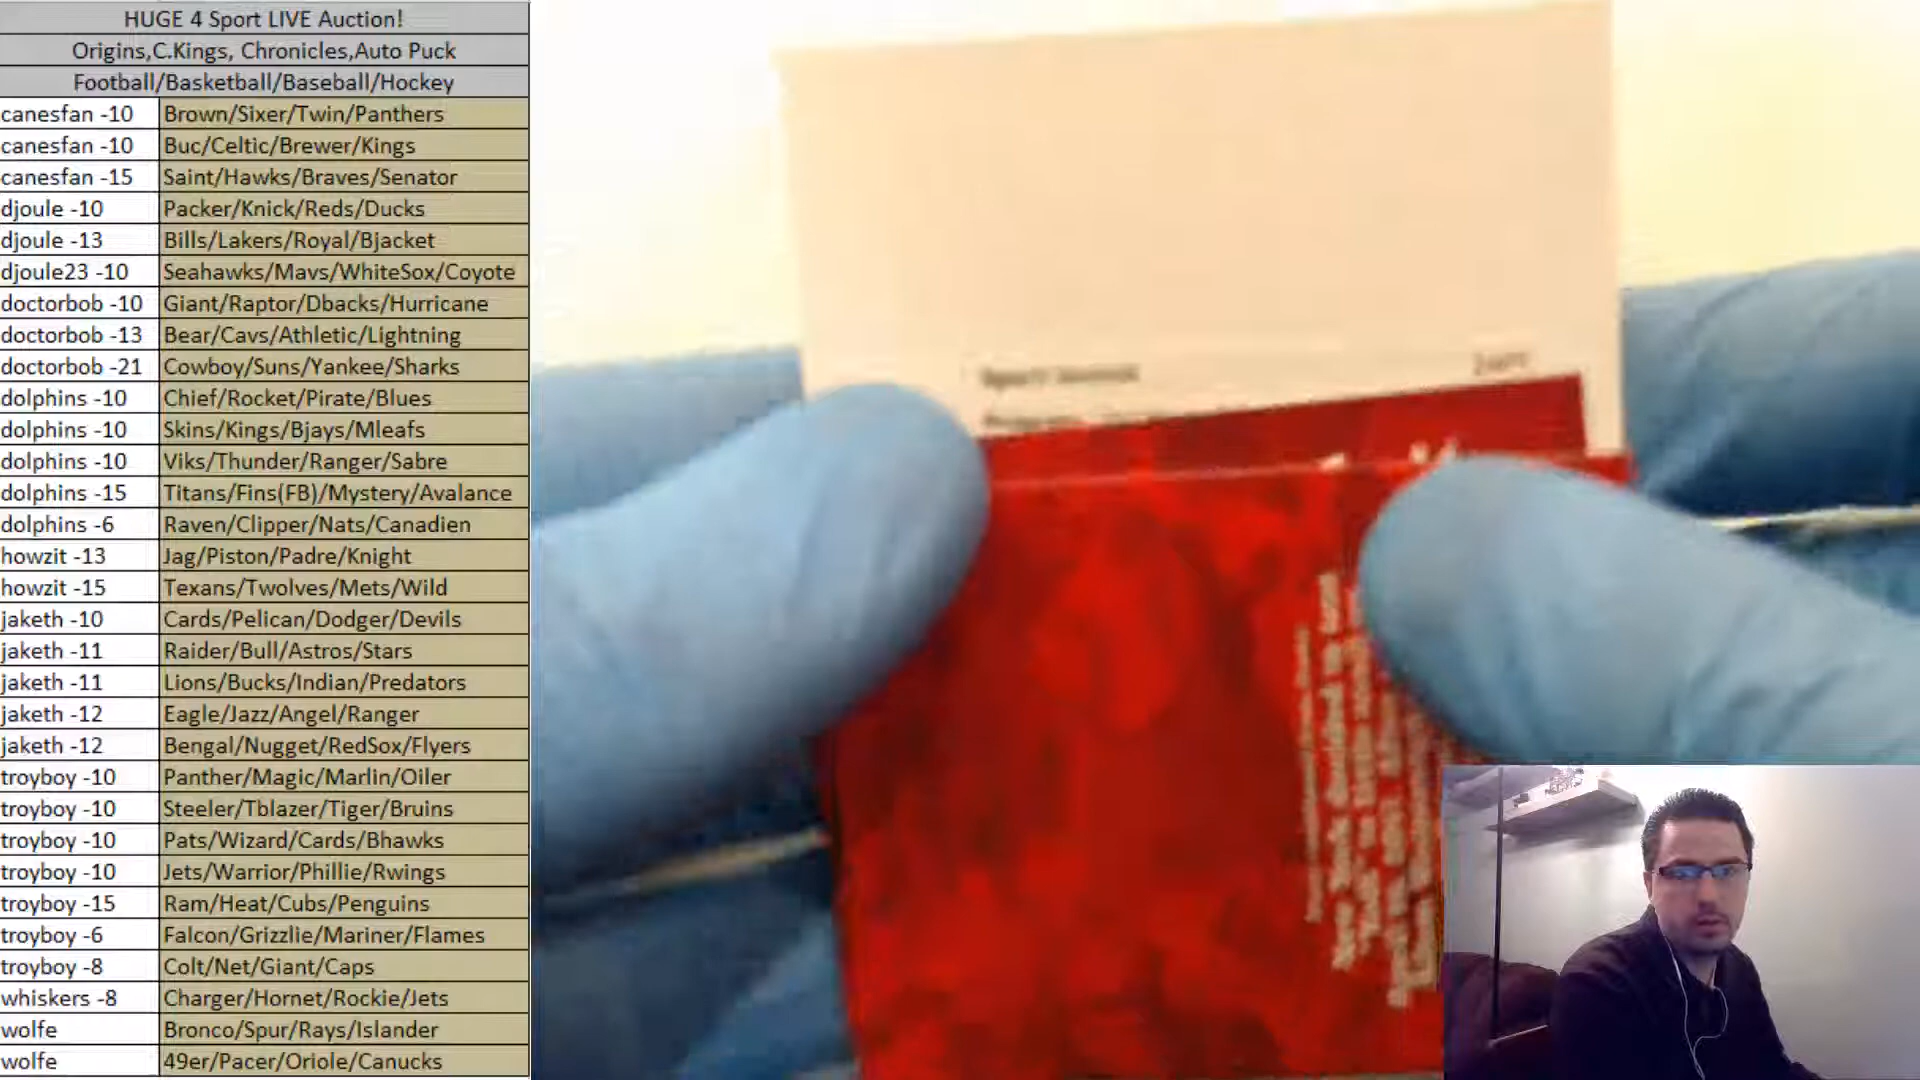 HUGE 4 Sport LIVE Auction!
Origins,C.Kings, Chronicles,Auto Puck
Football/Basketball/Baseball/Hockey
canesfan -10 Brown/Sixer/Twin/Panthers
canesfan -10 Buc/Celtic/Brewer/Kings
canesfan -15 Saint/Hawks/Braves/Senator
djoule -10 Packer/Knick/Reds/Ducks
djoule -13 Bills/Lakers/Royal/Bjacket
djoule23 -10 Seahawks/Mavs/WhiteSox/Coyote
doctorbob -10 Giant/Raptor/Dbacks/Hurricane
doctorbob -13 Bear/Cavs/Athletic/Lightning
doctorbob -21 Cowboy/Suns/Yankee/Sharks
dolphins -10 Chief/Rocket/Pirate/Blues
dolphins -10 Skins/Kings/Bjays/Mleafs
dolphins -10 Viks/Thunder/Ranger/Sabre
dolphins -15 Titans/Fins(FB)/Mystery/Avalance
dolphins -6 Raven/Clipper/Nats/Canadien
howzit -13 Jag/Piston/Padre/Knight
howzit -15 Texans/Twolves/Mets/Wild
jaketh -10 Cards/Pelican/Dodger/Devils
jaketh -11 Raider/Bull/Astros/Stars
jaketh -11 Lions/Bucks/Indian/Predators
jaketh -12 Eagle/Jazz/Angel/Ranger
jaketh -12 Bengal/Nugget/RedSox/Flyers
troyboy -10 Panther/Magic/Marlin/Oiler
troyboy -10 Steeler/Tblazer/Tiger/Bruins
troyboy -10 Pats/Wizard/Cards/Bhawks
troyboy -10 Jets/Warrior/Phillie/Rwings
troyboy -15 Ram/Heat/Cubs/Penguins
troyboy -6 Falcon/Grizzlie/Mariner/Flames
troyboy -8 Colt/Net/Giant/Caps
whiskers -8 Charger/Hornet/Rockie/Jets
wolfe Bronco/Spur/Rays/Islander
wolfe 49er/Pacer/Oriole/Canucks